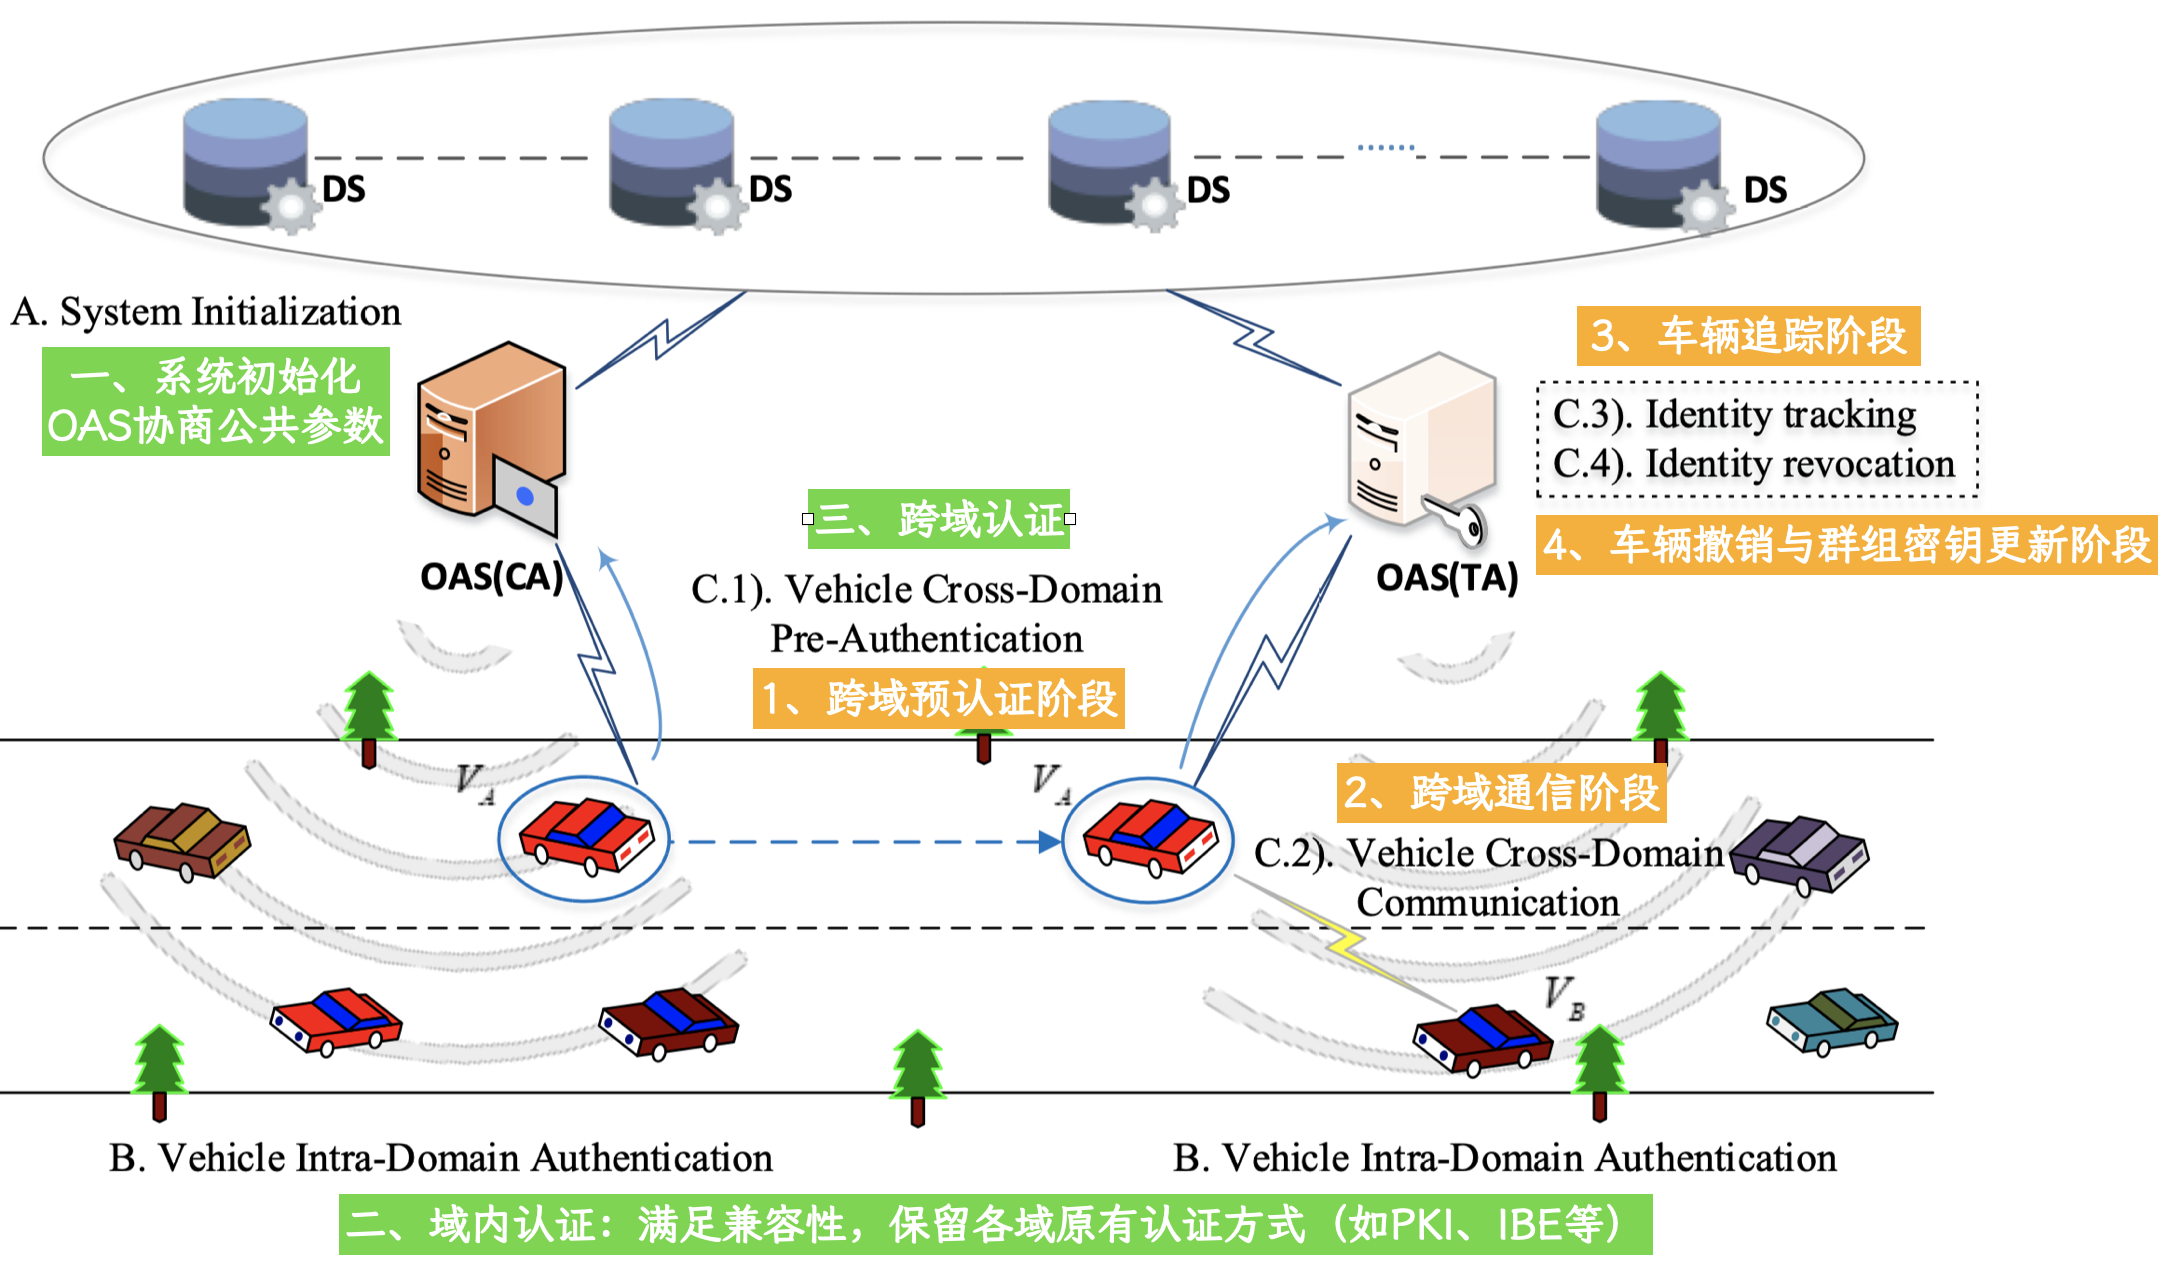 DS
DS
DS
DS
A. System Initialization
一、系统初始化
OAS协商公共参数
3、车辆追踪阶段
C.3). Identity tracking
C.4). Identity revocation
4、车辆撤销与群组密钥更新阶段
OAS(CA)
OAS(TA)
三、跨域认证
C.1). Vehicle Cross-Domain
Pre-Authentication
1、跨域预认证阶段
V_A
V_A
2、跨域通信阶段
C.2). Vehicle Cross-Domain
Communication
V_B
B. Vehicle Intra-Domain Authentication
B. Vehicle Intra-Domain Authentication
二、域内认证：满足兼容性，保留各域原有认证方式（如PKI、IBE等）